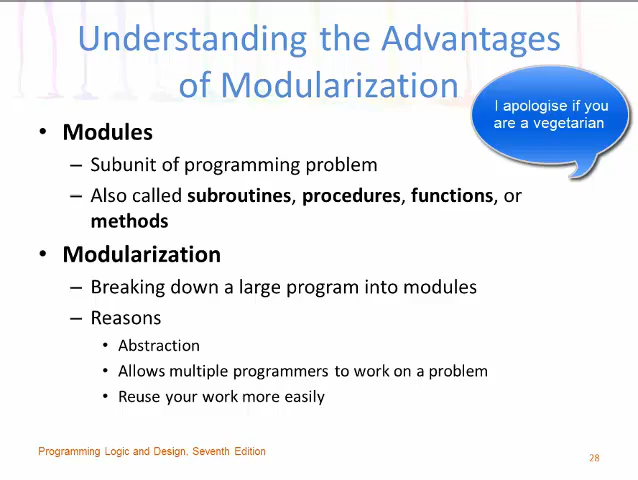 Understanding the Advantages
of Modularization
I apologise if you
are a vegetarian
• Modules
– Subunit of programming problem
– Also called subroutines, procedures, functions, or
methods
• Modularization
– Breaking down a large program into modules
– Reasons
• Abstraction
• Allows multiple programmers to work on a problem
• Reuse your work more easily
Programming Logic and Design, Seventh Edition
28